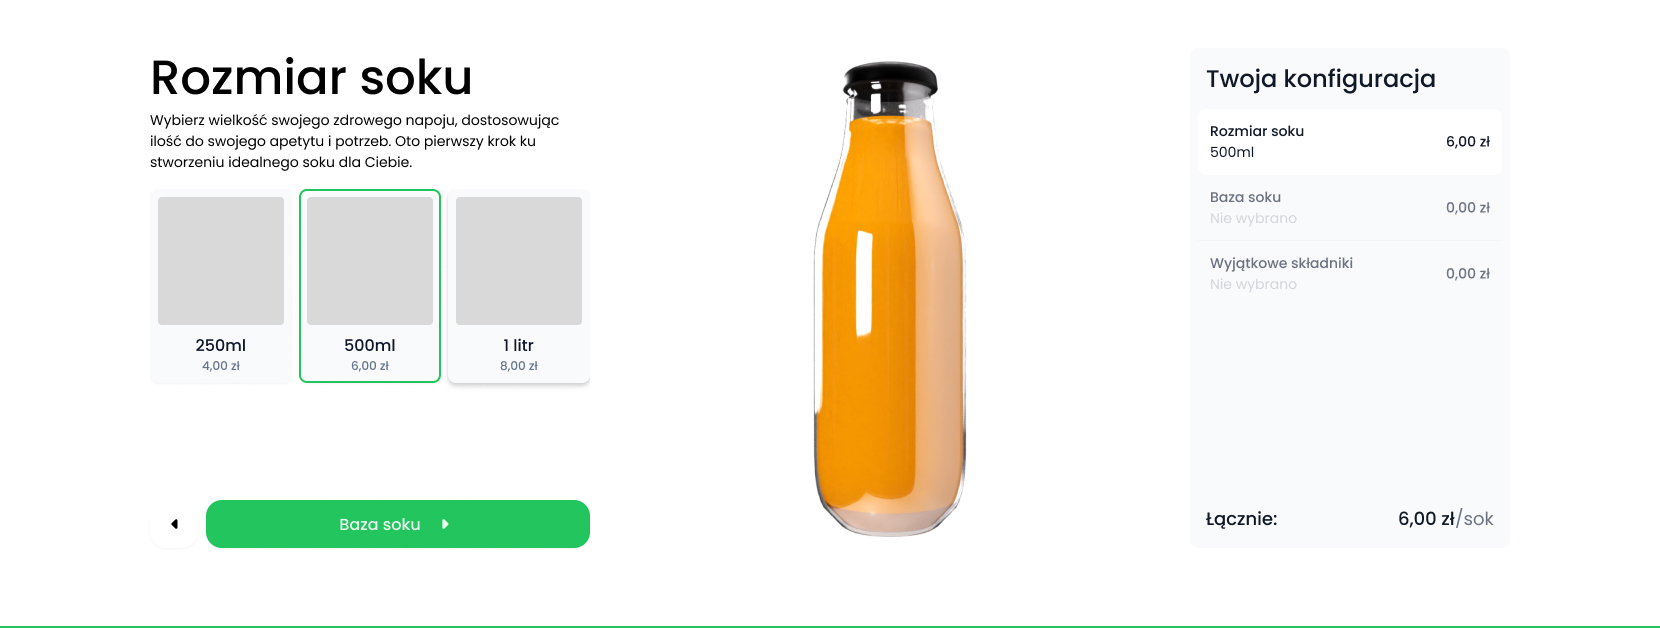 Rozmiar soku
Wybierz wielkość swojego zdrowego napoju, dostosowując
ilość do swojego apetytu i potrzeb. Oto pierwszy krok ku
stworzeniu idealnego soku dla Ciebie.
250ml
4,00 zł
500ml
6,00 zł
1 litr
8,00 zł
Baza soku
Twoja konfiguracja
Rozmiar soku
500ml
6,00 zł
Baza soku
Nie wybrano
0,00 zł
Wyjątkowe składniki
Nie wybrano
0,00 zł
Łącznie:
6,00 zł/sok